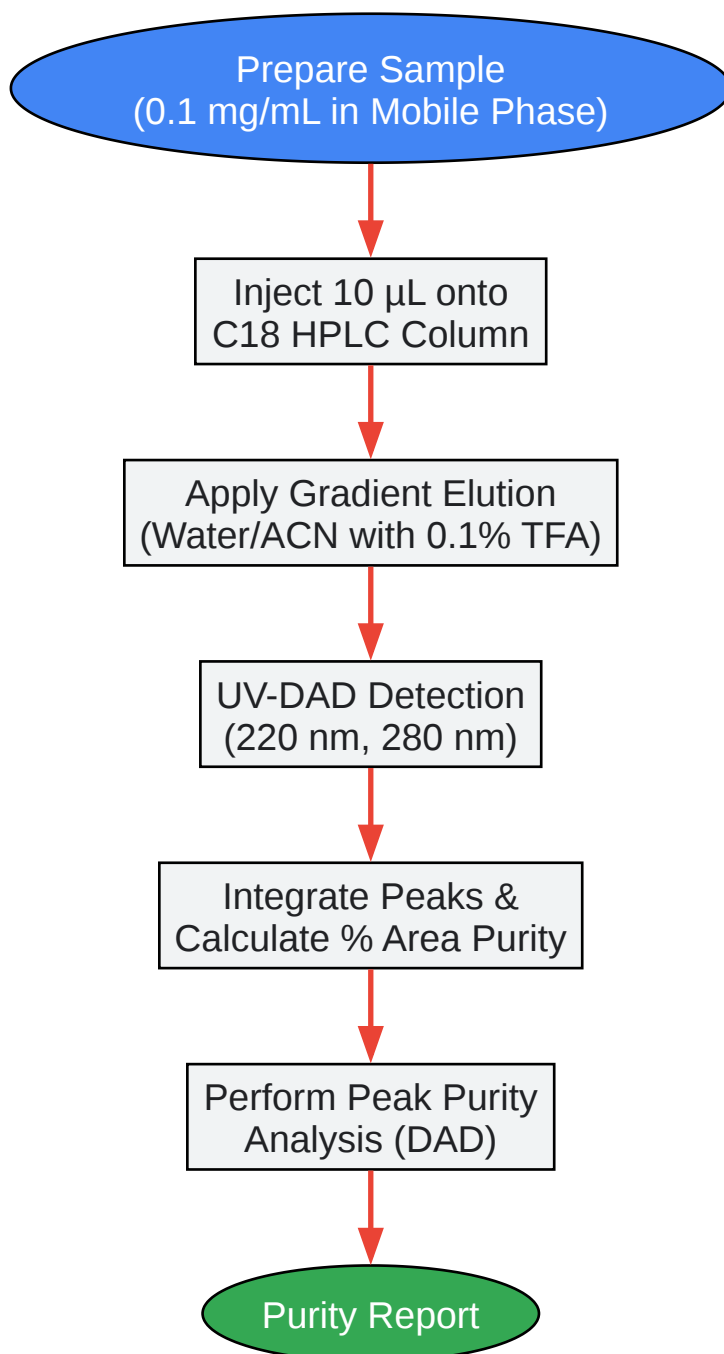 Prepare Sample
(0.1 mg/mL in Mobile Phase)
Inject 10 µL onto
C18 HPLC Column
Apply Gradient Elution
(Water/ACN with 0.1% TFA)
UV-DAD Detection
(220 nm, 280 nm)
Integrate Peaks &
Calculate % Area Purity
Perform Peak Purity
Analysis (DAD)
Purity Report